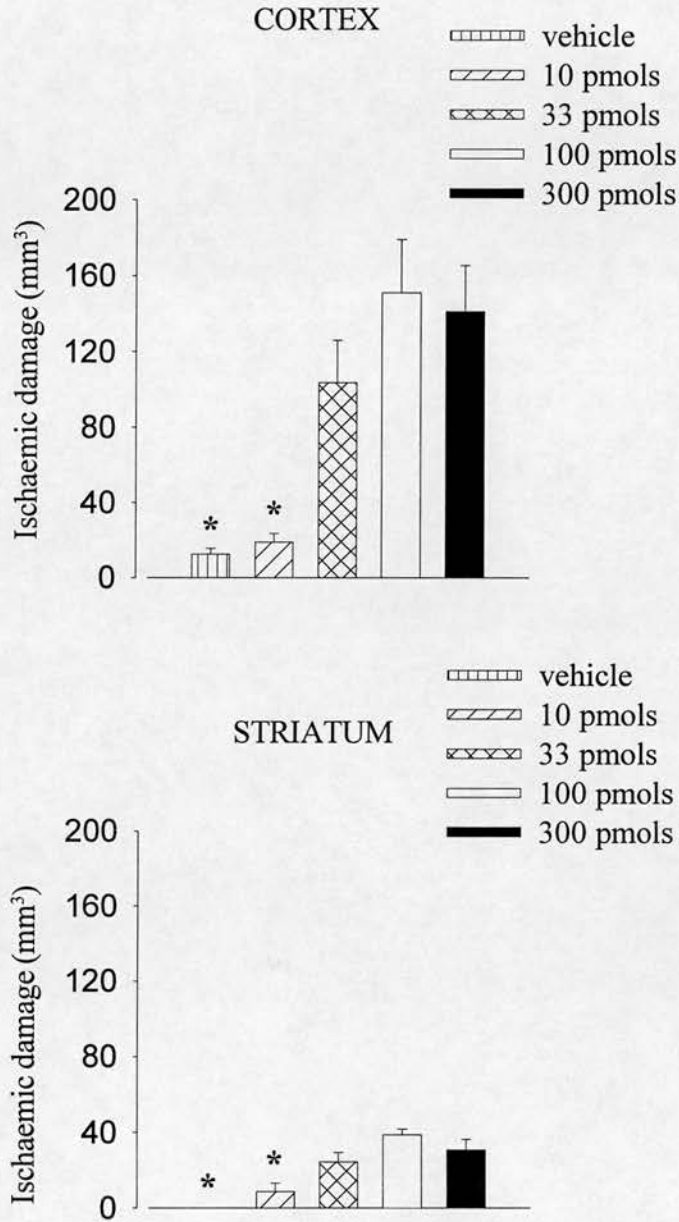 CORTEX
vehicle
10 pmols
33 pmols
100 pmols
300 pmols
Ischaemic damage (mm³)
200
160
120
80
40
0
*
*
STRIATUM
vehicle
10 pmols
33 pmols
100 pmols
300 pmols
Ischaemic damage (mm³)
200
160
120
80
40
0
*
*